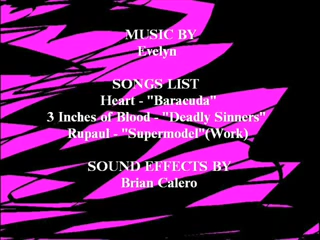 MUSIC BY
Evelyn
SONGS LIST
Heart - "Baracuda"
3 Inches of Blood - "Deadly Sinners"
Rupaul - "Supermodel"(Work)
SOUND EFFECTS BY
Brian Calero